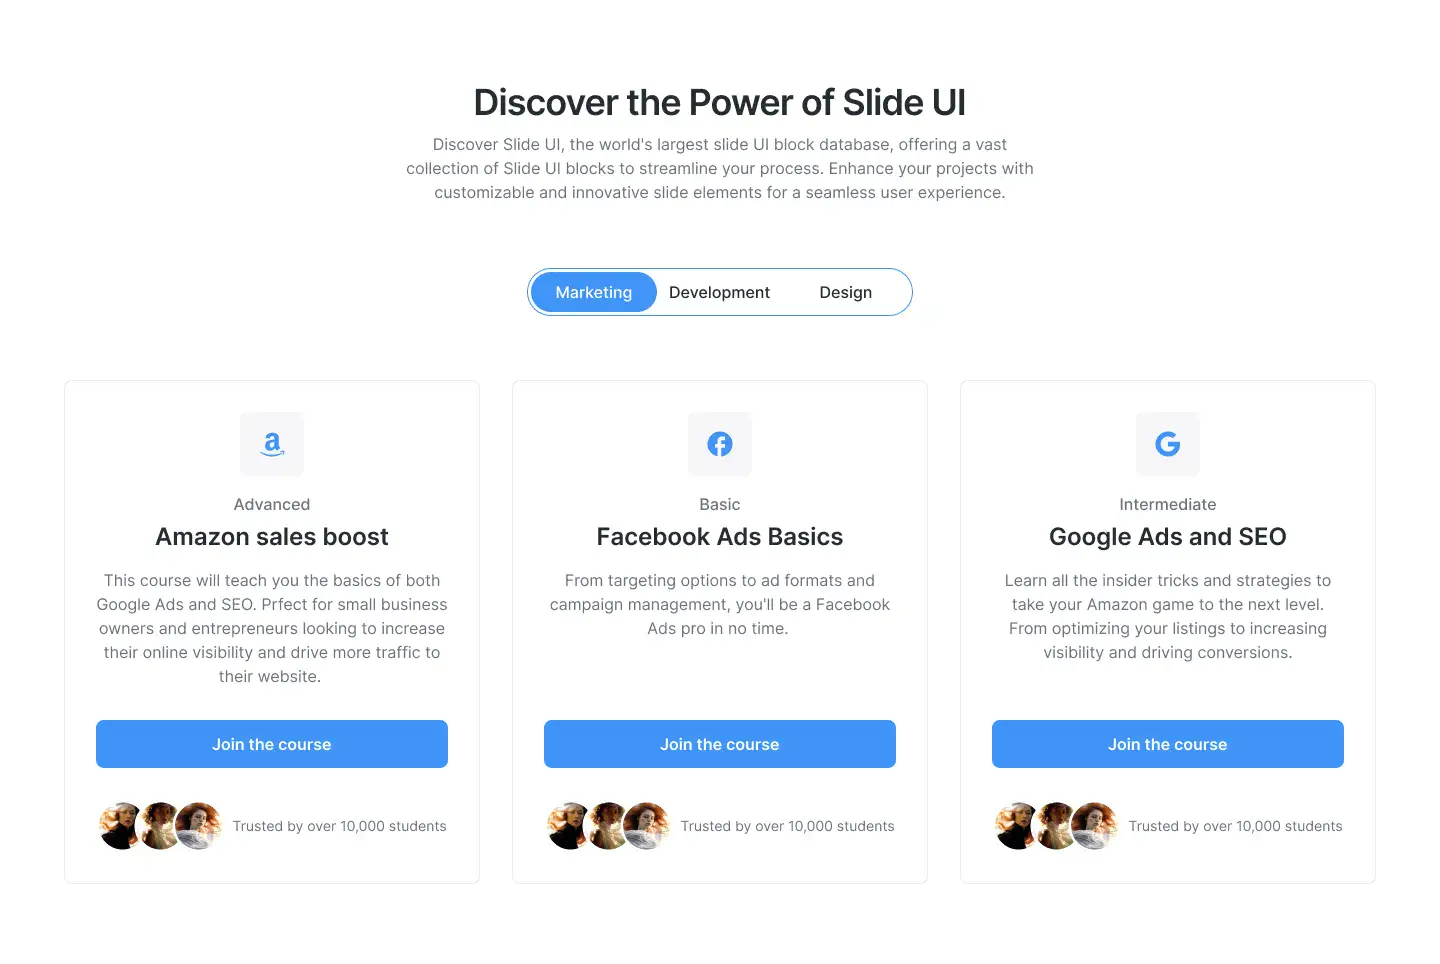 Discover the Power of Slide UI
Discover Slide UI, the world's largest slide UI block database, offering a vast
collection of Slide UI blocks to streamline your process. Enhance your projects with
customizable and innovative slide elements for a seamless user experience.
Marketing
Development
Design
Advanced
Amazon sales boost
This course will teach you the basics of both
Google Ads and SEO. Prfect for small business
owners and entrepreneurs looking to increase
their online visibility and drive more traffic to
their website.
Join the course
Trusted by over 10,000 students
Basic
Facebook Ads Basics
From targeting options to ad formats and
campaign management, you'll be a Facebook
Ads pro in no time.
Join the course
Trusted by over 10,000 students
Intermediate
Google Ads and SEO
Learn all the insider tricks and strategies to
take your Amazon game to the next level.
From optimizing your listings to increasing
visibility and driving conversions.
Join the course
Trusted by over 10,000 students